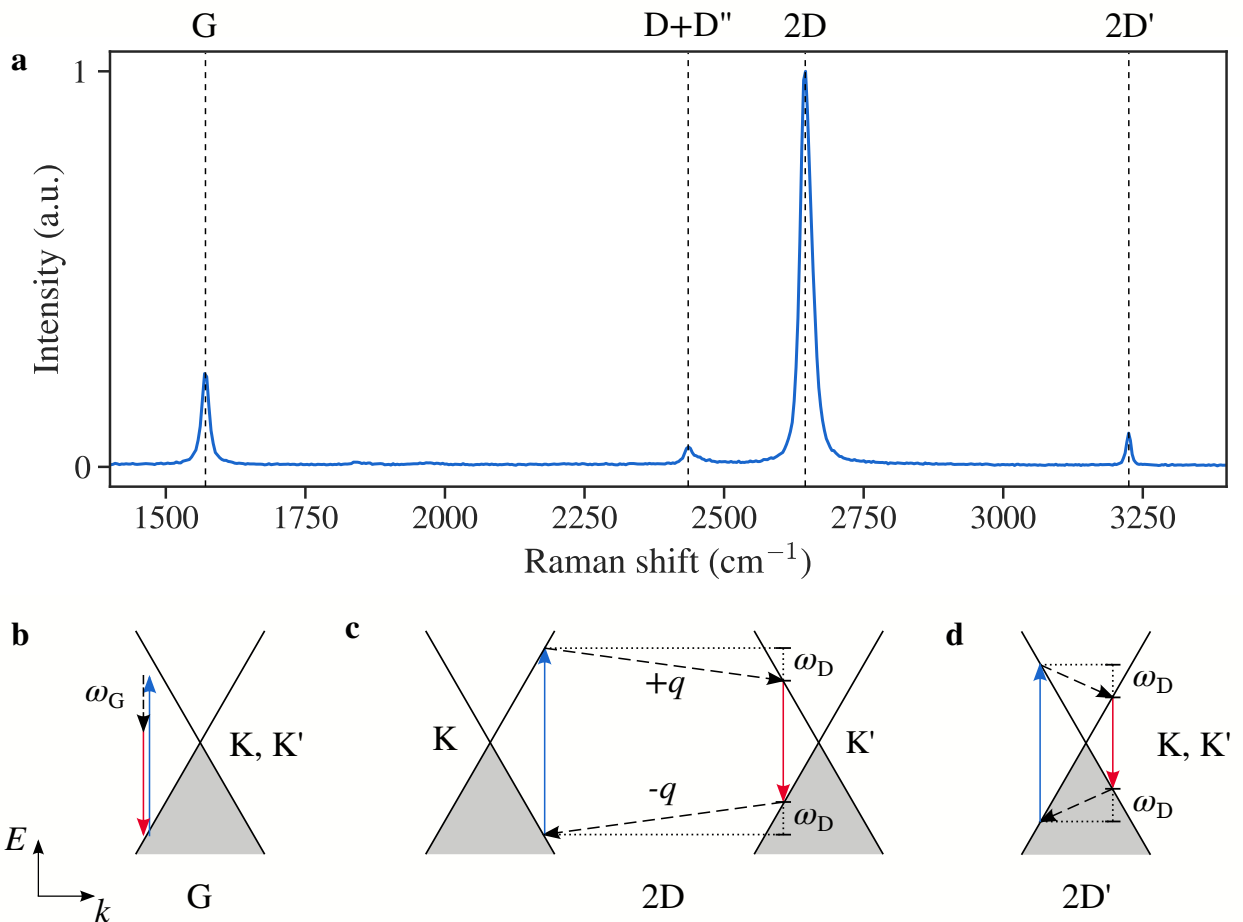 G D+D" 2D 2D'
a
1
Intensity (a.u.)
0
1500 1750 2000 2250 2500 2750 3000 3250
Raman shift (cm⁻¹)
b
ω_G
K, K'
E
k
G
c
K
+q
ω_D
K'
-q
ω_D
2D
d
ω_D
K, K'
ω_D
2D'